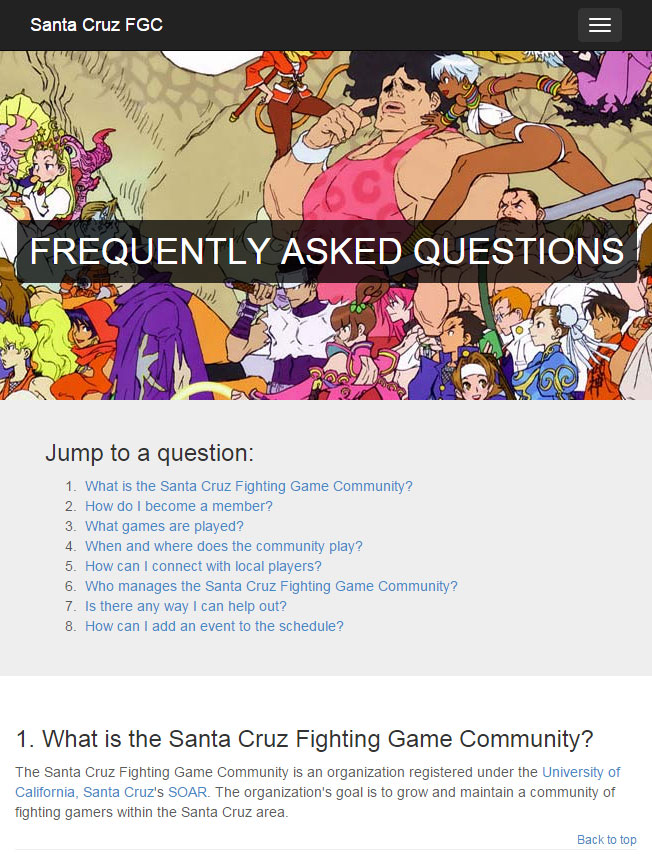 Santa Cruz FGC
FREQUENTLY ASKED QUESTIONS
Jump to a question:
1. What is the Santa Cruz Fighting Game Community?
2. How do I become a member?
3. What games are played?
4. When and where does the community play?
5. How can I connect with local players?
6. Who manages the Santa Cruz Fighting Game Community?
7. Is there any way I can help out?
8. How can I add an event to the schedule?
1. What is the Santa Cruz Fighting Game Community?
The Santa Cruz Fighting Game Community is an organization registered under the University of
California, Santa Cruz's SOAR. The organization's goal is to grow and maintain a community of
fighting gamers within the Santa Cruz area.
Back to top